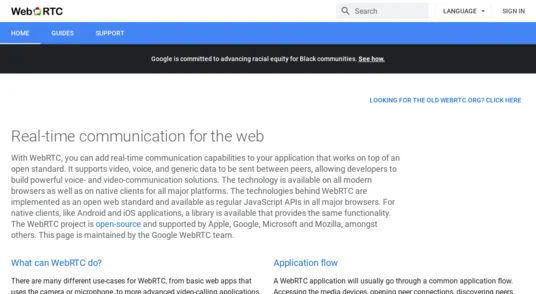 WebRTC
Search
LANGUAGE
SIGN IN
HOME
GUIDES
SUPPORT
Google is committed to advancing racial equity for Black communities. See how.
LOOKING FOR THE OLD WEBRTC.ORG? CLICK HERE
Real-time communication for the web
With WebRTC, you can add real-time communication capabilities to your application that works on top of an
open standard. It supports video, voice, and generic data to be sent between peers, allowing developers to
build powerful voice- and video-communication solutions. The technology is available on all modern
browsers as well as on native clients for all major platforms. The technologies behind WebRTC are
implemented as an open web standard and available as regular JavaScript APIs in all major browsers. For
native clients, like Android and iOS applications, a library is available that provides the same functionality.
The WebRTC project is open-source and supported by Apple, Google, Microsoft and Mozilla, amongst
others. This page is maintained by the Google WebRTC team.
What can WebRTC do?
There are many different use-cases for WebRTC, from basic web apps that
uses the camera or microphone, to more advanced video-calling applications
Application flow
A WebRTC application will usually go through a common application flow.
Accessing the media devices, opening peer connections, discovering peers,